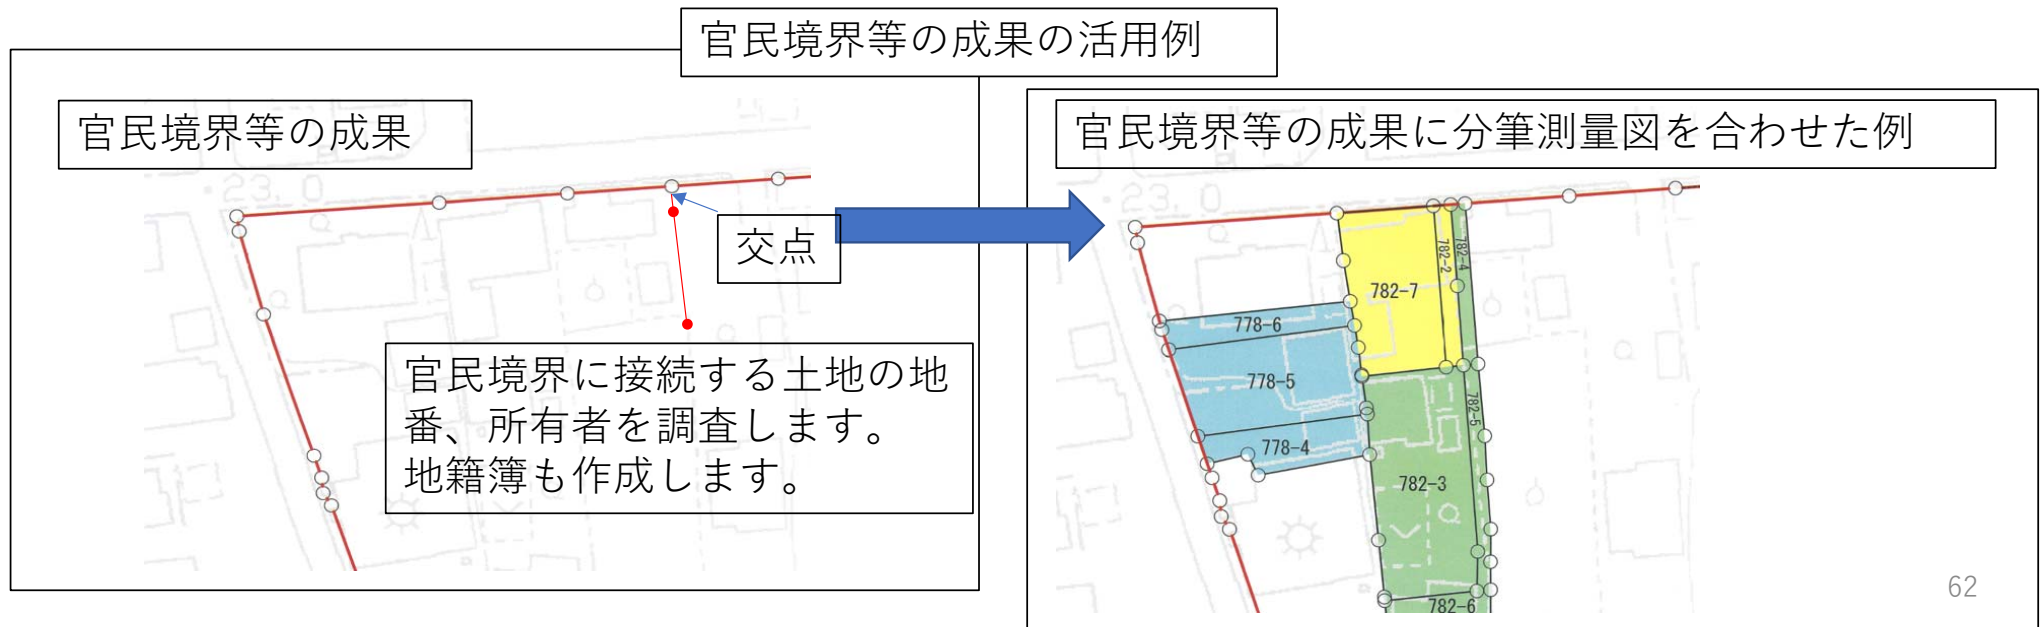 官民境界等の成果の活用例
官民境界等の成果
23.0
交点
官民境界に接続する土地の地
番、所有者を調査します。
地籍簿も作成します。
官民境界等の成果に分筆測量図を合わせた例
23.0
782-7
782-2
782-4
778-6
778-5
778-4
782-5
782-3
782-6
62